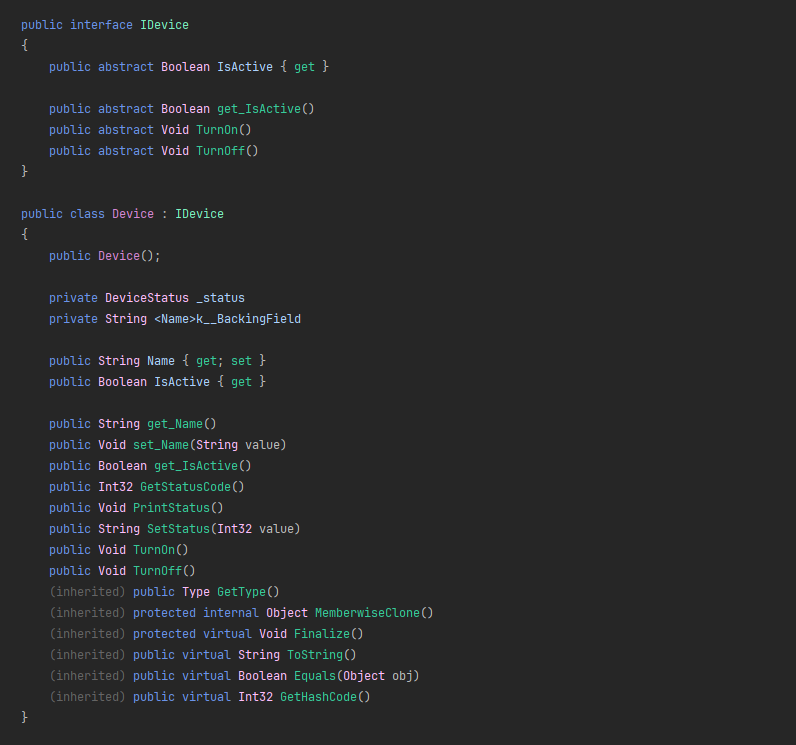 public interface IDevice
{
    public abstract Boolean IsActive { get }

    public abstract Boolean get_IsActive()
    public abstract Void TurnOn()
    public abstract Void TurnOff()
}

public class Device : IDevice
{
    public Device();

    private DeviceStatus _status
    private String <Name>k__BackingField

    public String Name { get; set }
    public Boolean IsActive { get }

    public String get_Name()
    public Void set_Name(String value)
    public Boolean get_IsActive()
    public Int32 GetStatusCode()
    public Void PrintStatus()
    public String SetStatus(Int32 value)
    public Void TurnOn()
    public Void TurnOff()
    (inherited) public Type GetType()
    (inherited) protected internal Object MemberwiseClone()
    (inherited) protected virtual Void Finalize()
    (inherited) public virtual String ToString()
    (inherited) public virtual Boolean Equals(Object obj)
    (inherited) public virtual Int32 GetHashCode()
}